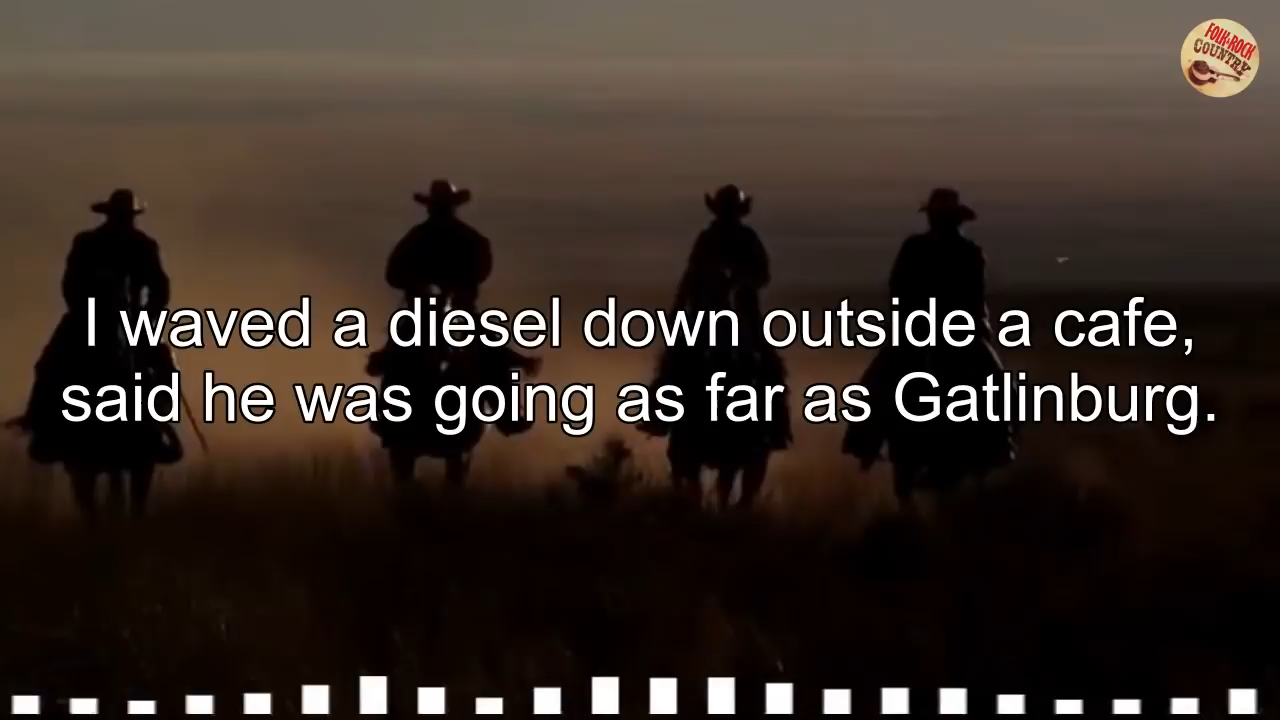 FOLK-ROCK
COUNTRY
I waved a diesel down outside a cafe,
said he was going as far as Gatlinburg.